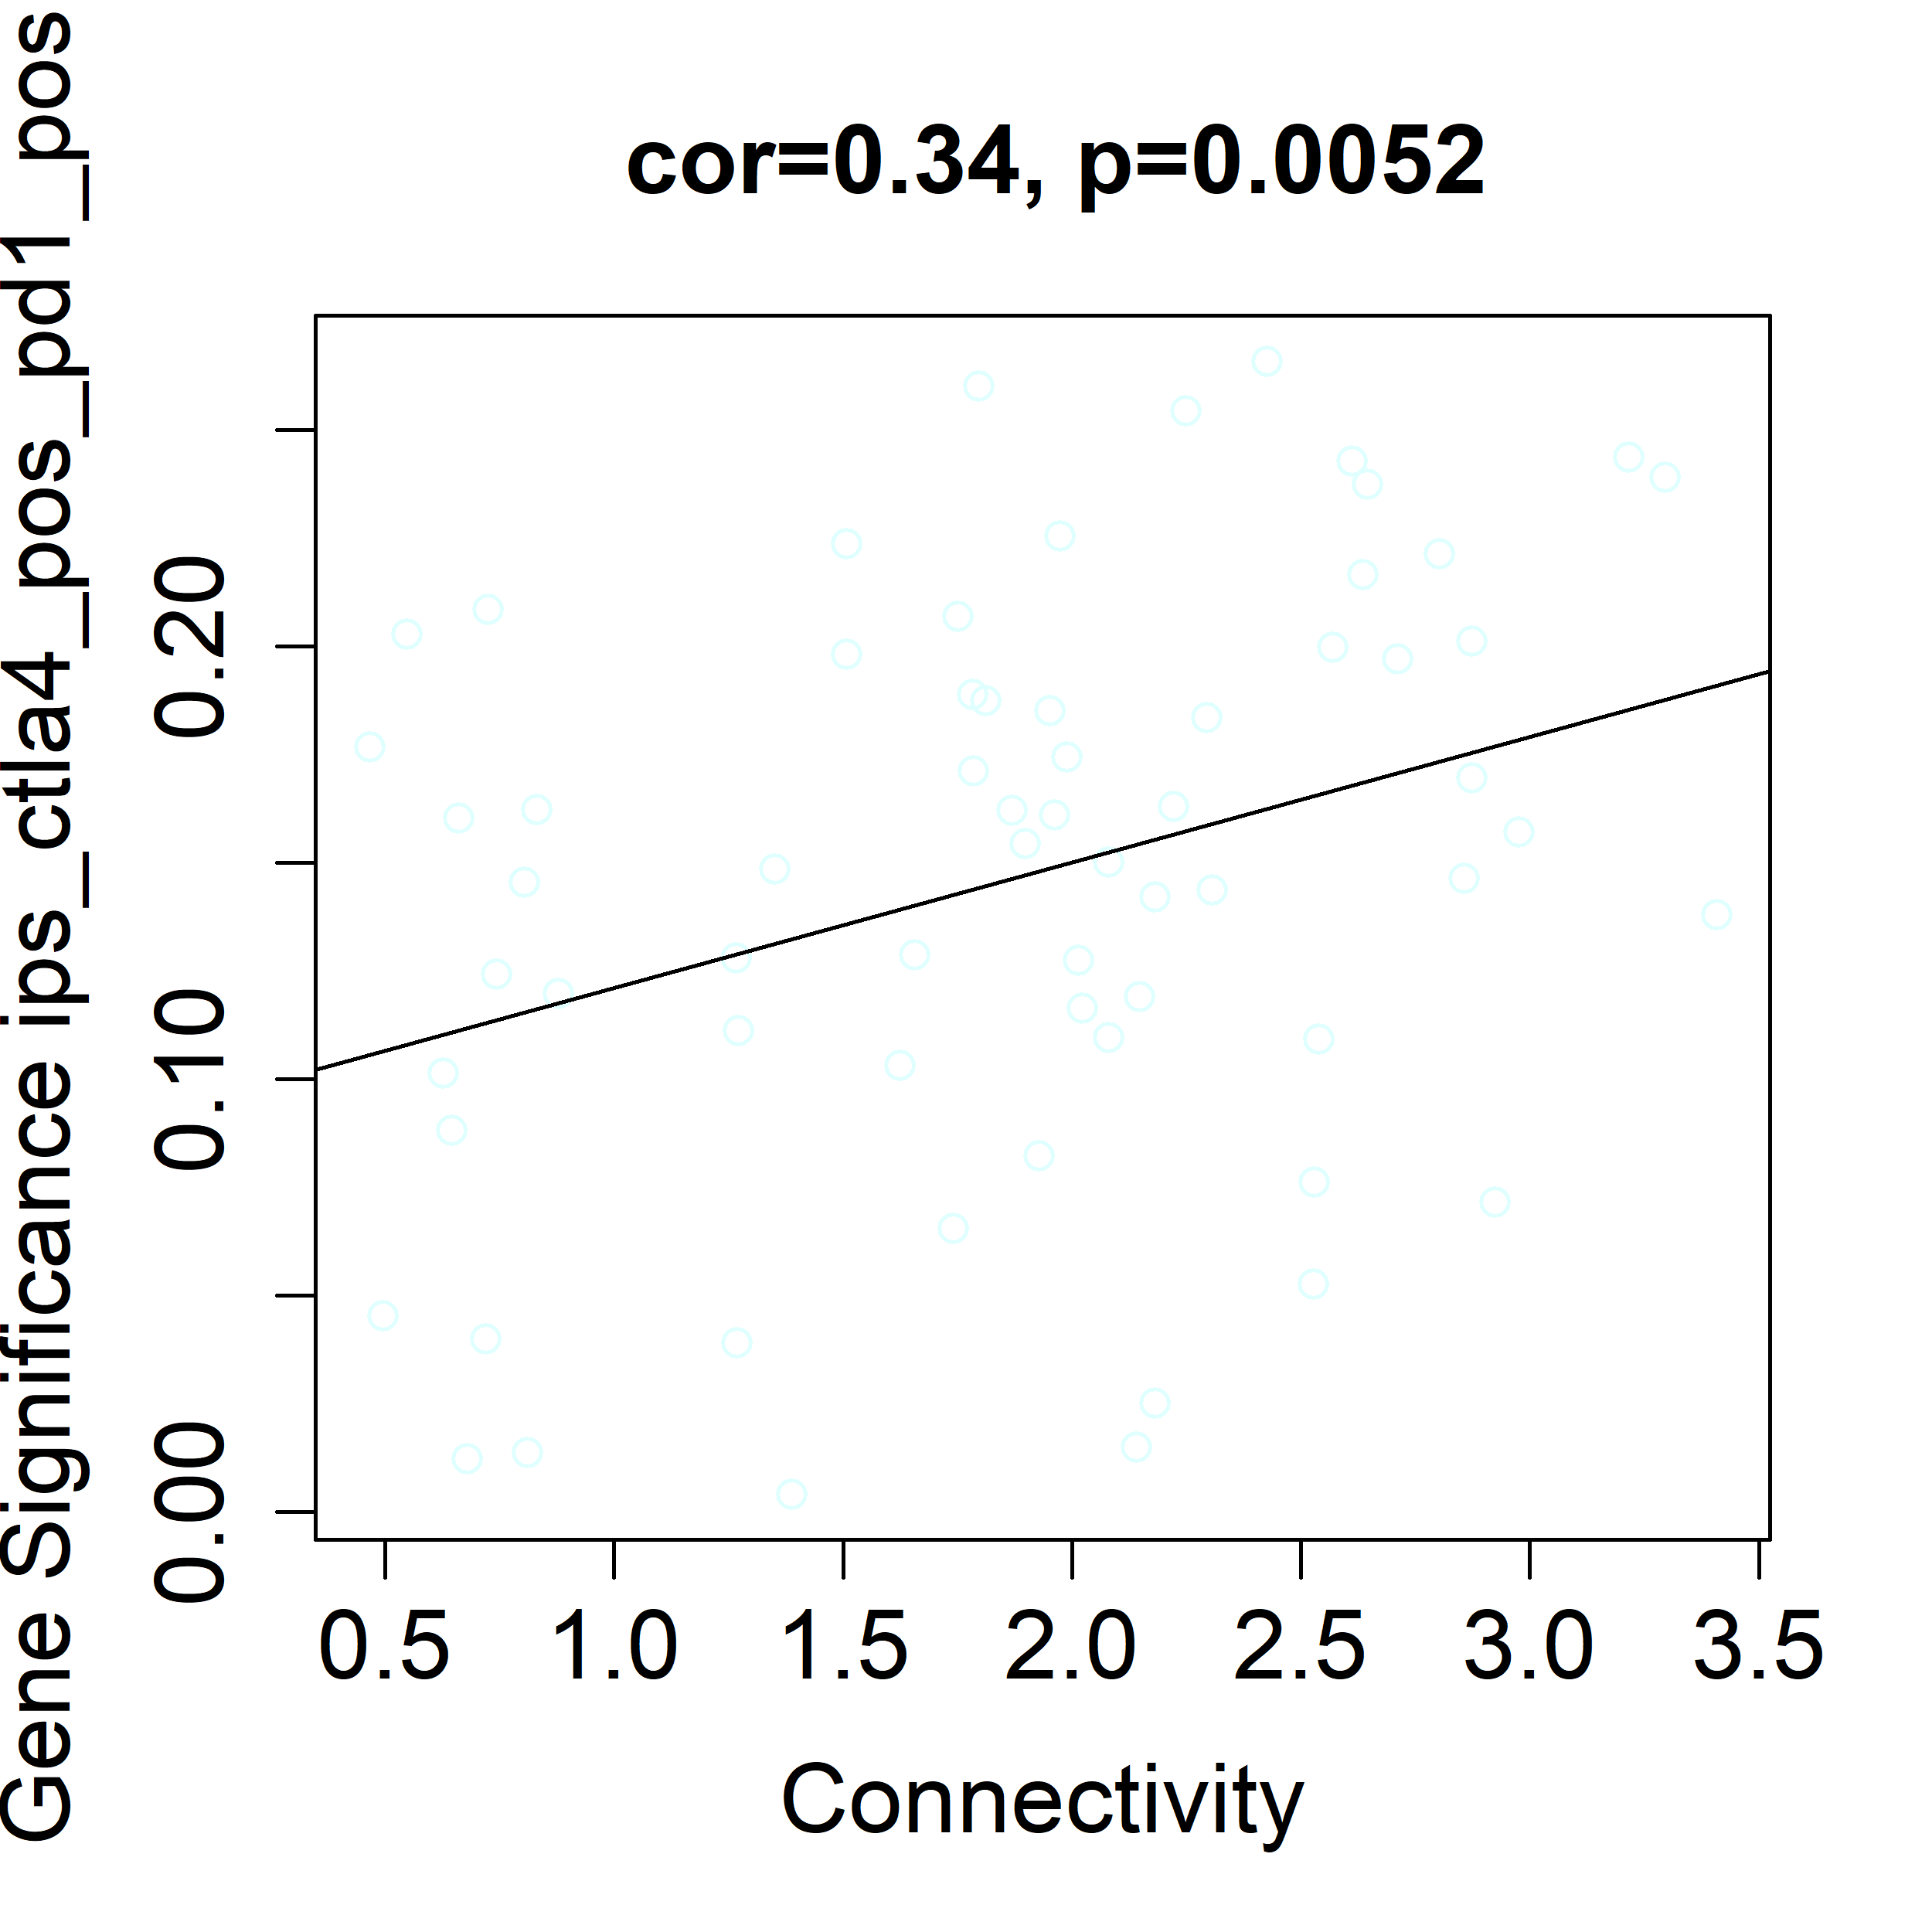 cor=0.34, p=0.0052
Gene Significance ips_ctla4_pos_pd1_pos
0.20
0.10
0.00
0.5 1.0 1.5 2.0 2.5 3.0 3.5
Connectivity